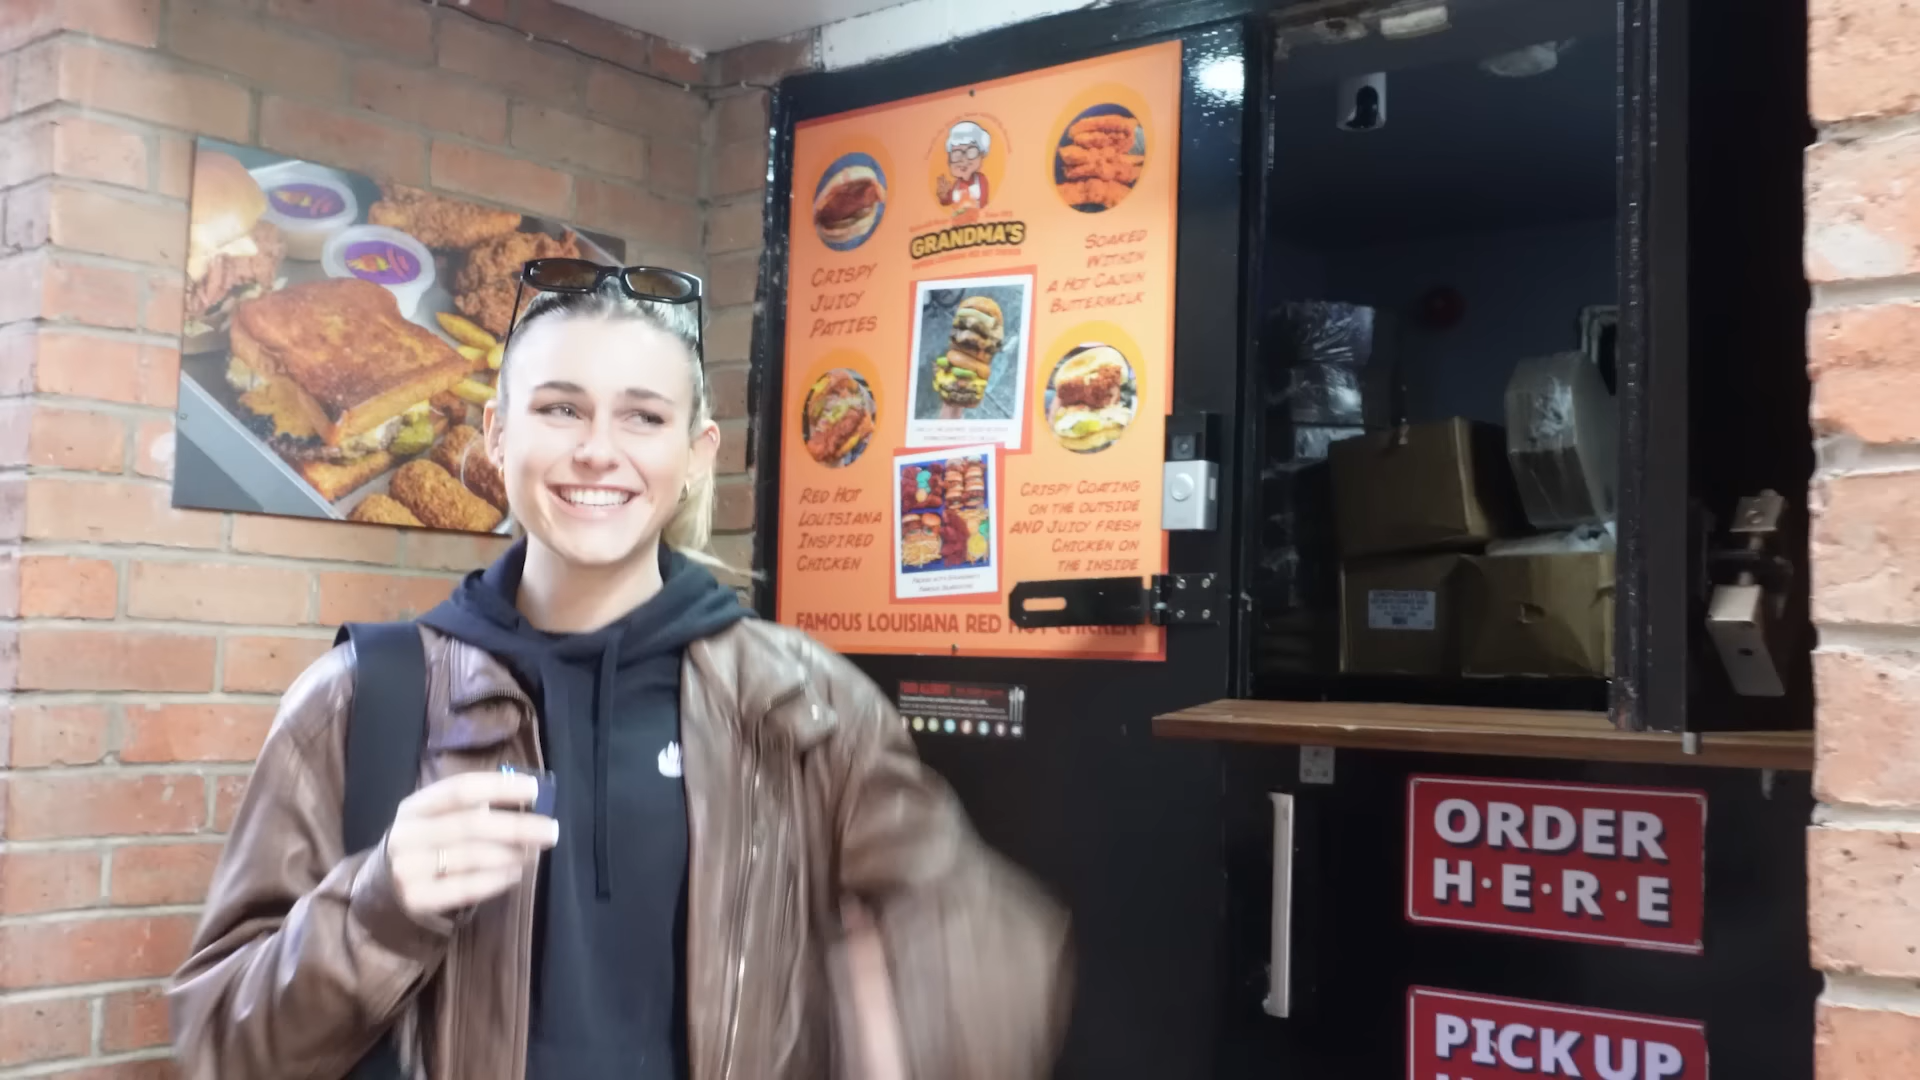 GRANDMA'S
CRISPY
JUICY
PATTIES
SOAKED
WITHIN
A HOT CAJUN
BUTTERMILK
RED HOT
LOUISIANA
INSPIRED
CHICKEN
CRISPY COATING
ON THE OUTSIDE
AND JUICY FRESH
CHICKEN ON
THE INSIDE
FAMOUS LOUISIANA RED HOT CHICKEN
ORDER
H·E·R·E
PICK UP